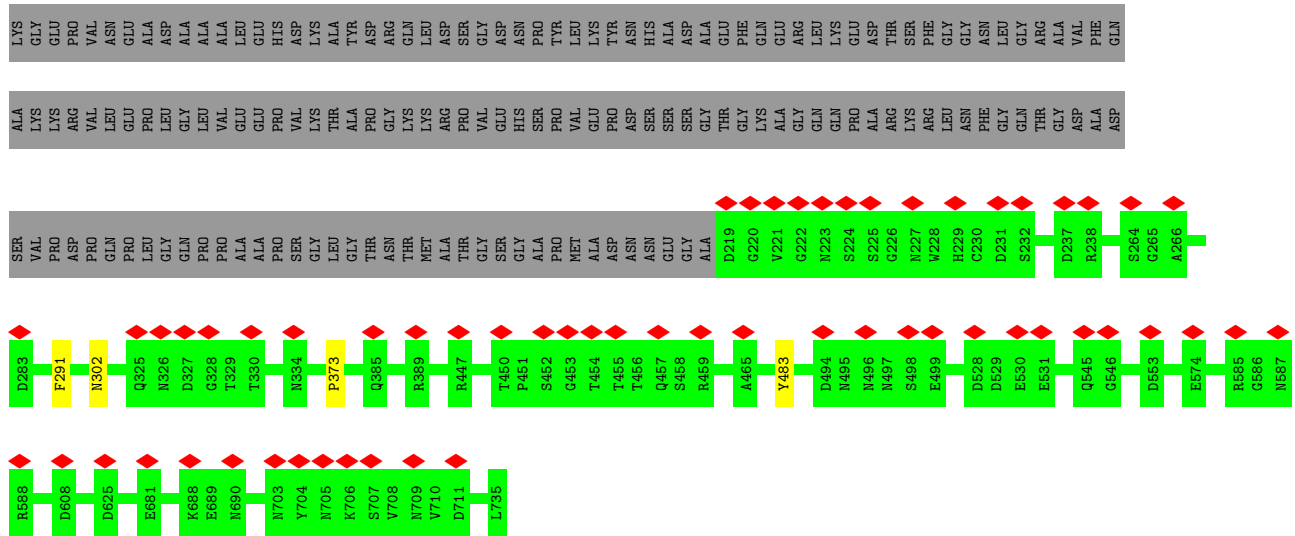 LYS GLY GLU PRO VAL ASN GLU ALA ASP ALA ALA ALA LEU GLU HIS ASP LYS ALA TYR ASP ARG GLN LEU ASP SER GLY ASP ASN PRO TYR LEU LYS TYR ASN HIS ALA ASP ALA GLU PHE GLN GLU ARG LEU LYS GLU ASP THR SER PHE GLY GLY ASN LEU GLY ARG ALA VAL PHE GLN
ALA LYS LYS ARG VAL LEU GLU PRO LEU GLY LEU VAL GLU GLU PRO VAL LYS THR ALA PRO GLY LYS LYS ARG PRO VAL GLU HIS SER PRO VAL GLU PRO ASP SER SER SER GLY THR GLY LYS ALA GLY GLN GLN PRO ALA ARG LYS ARG LEU ASN PHE GLY GLN THR GLY ASP ALA ASP
SER VAL PRO ASP PRO GLN PRO LEU GLY GLN PRO PRO ALA ALA PRO SER GLY LEU GLY THR ASN THR MET ALA THR GLY SER GLY ALA PRO MET ALA ASP ASN ASN GLU GLY ALA D219 G220 V221 G222 N223 S224 S225 G226 N227 W228 H229 C230 D231 S232 D237 R238 S264 G265 A266
D283 F291 N302 Q325 N326 D327 G328 T329 T330 N334 P373 Q385 R389 R447 T450 P451 S452 G453 T454 T455 T456 Q457 S458 R459 A465 Y483 D494 N495 N496 N497 S498 E499 D528 D529 E530 E531 Q545 G546 D553 E574 R585 G586 N587
R588 D608 D625 E681 K688 E689 N690 N703 Y704 N705 K706 S707 V708 N709 V710 D711 L735